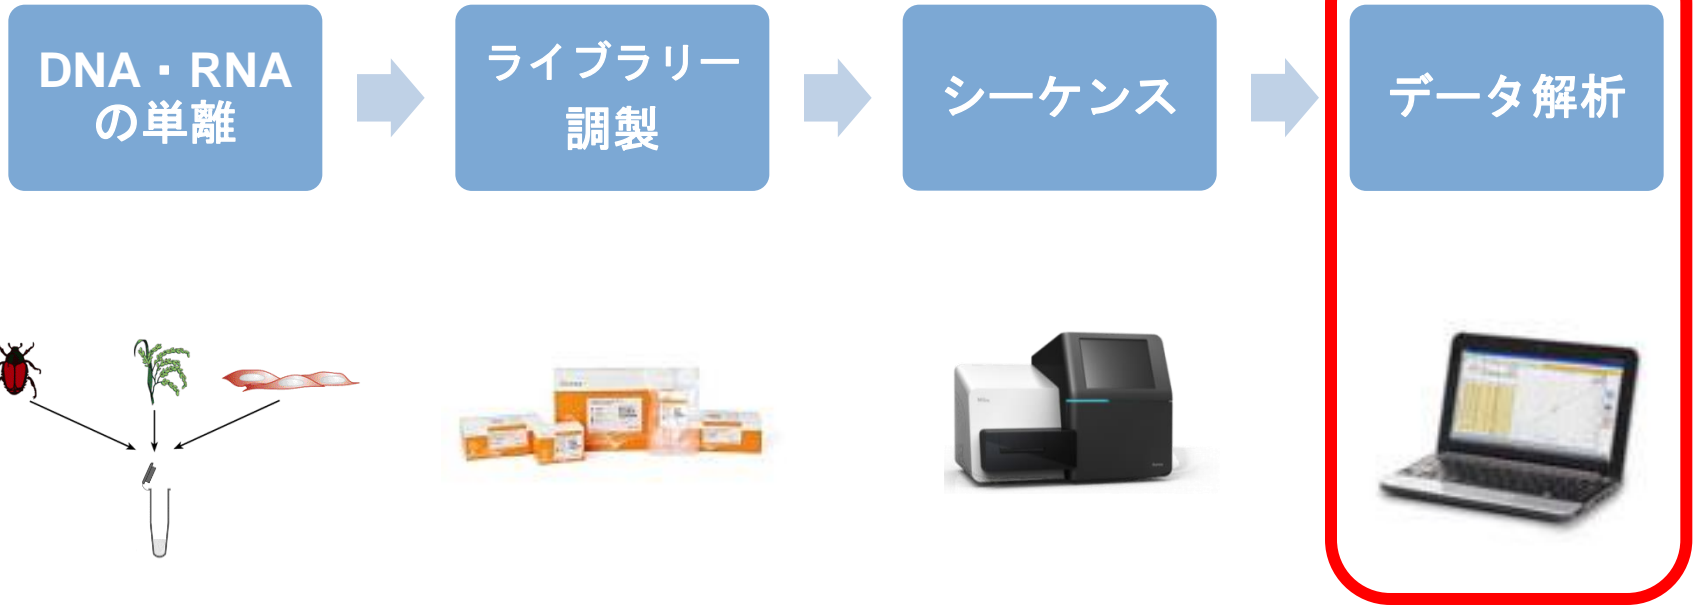 DNA・RNA
の単離
ライブラリー
調製
シーケンス
データ解析